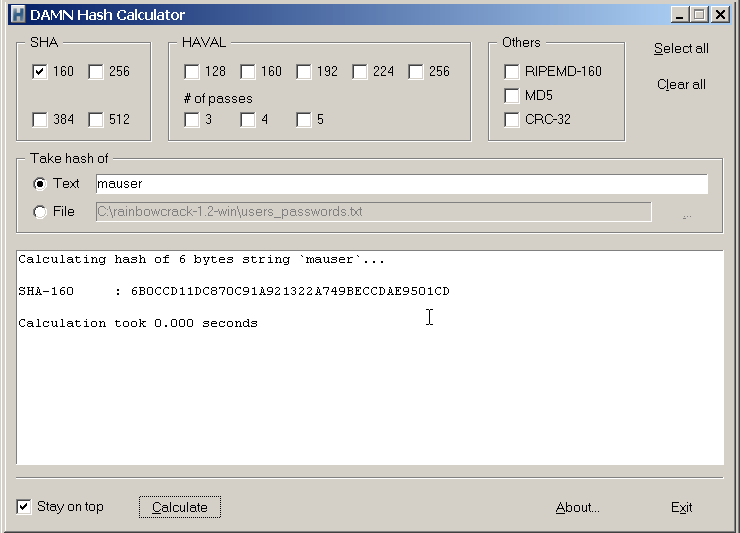 DAMN Hash Calculator
SHA
160 256
384 512
HAVAL
128 160 192 224 256
# of passes
3 4 5
Others
RIPEMD-160
MD5
CRC-32
Select all
Clear all
Take hash of
Text mauser
File C:\rainbowcrack-1.2-win\users_passwords.txt ...
Calculating hash of 6 bytes string `mauser`...
SHA-160 : 6B0CCD11DC870C91A921322A749BECCDAE9501CD
Calculation took 0.000 seconds
Stay on top Calculate About... Exit